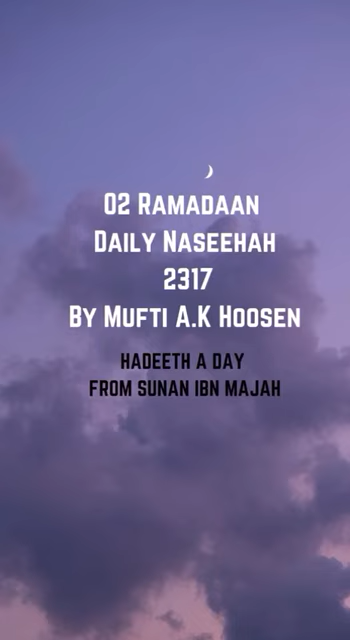 02 RAMADAAN
DAILY NASEEHAH
2317
BY MUFTI A.K HOOSEN
HADEETH A DAY
FROM SUNAN IBN MAJAH